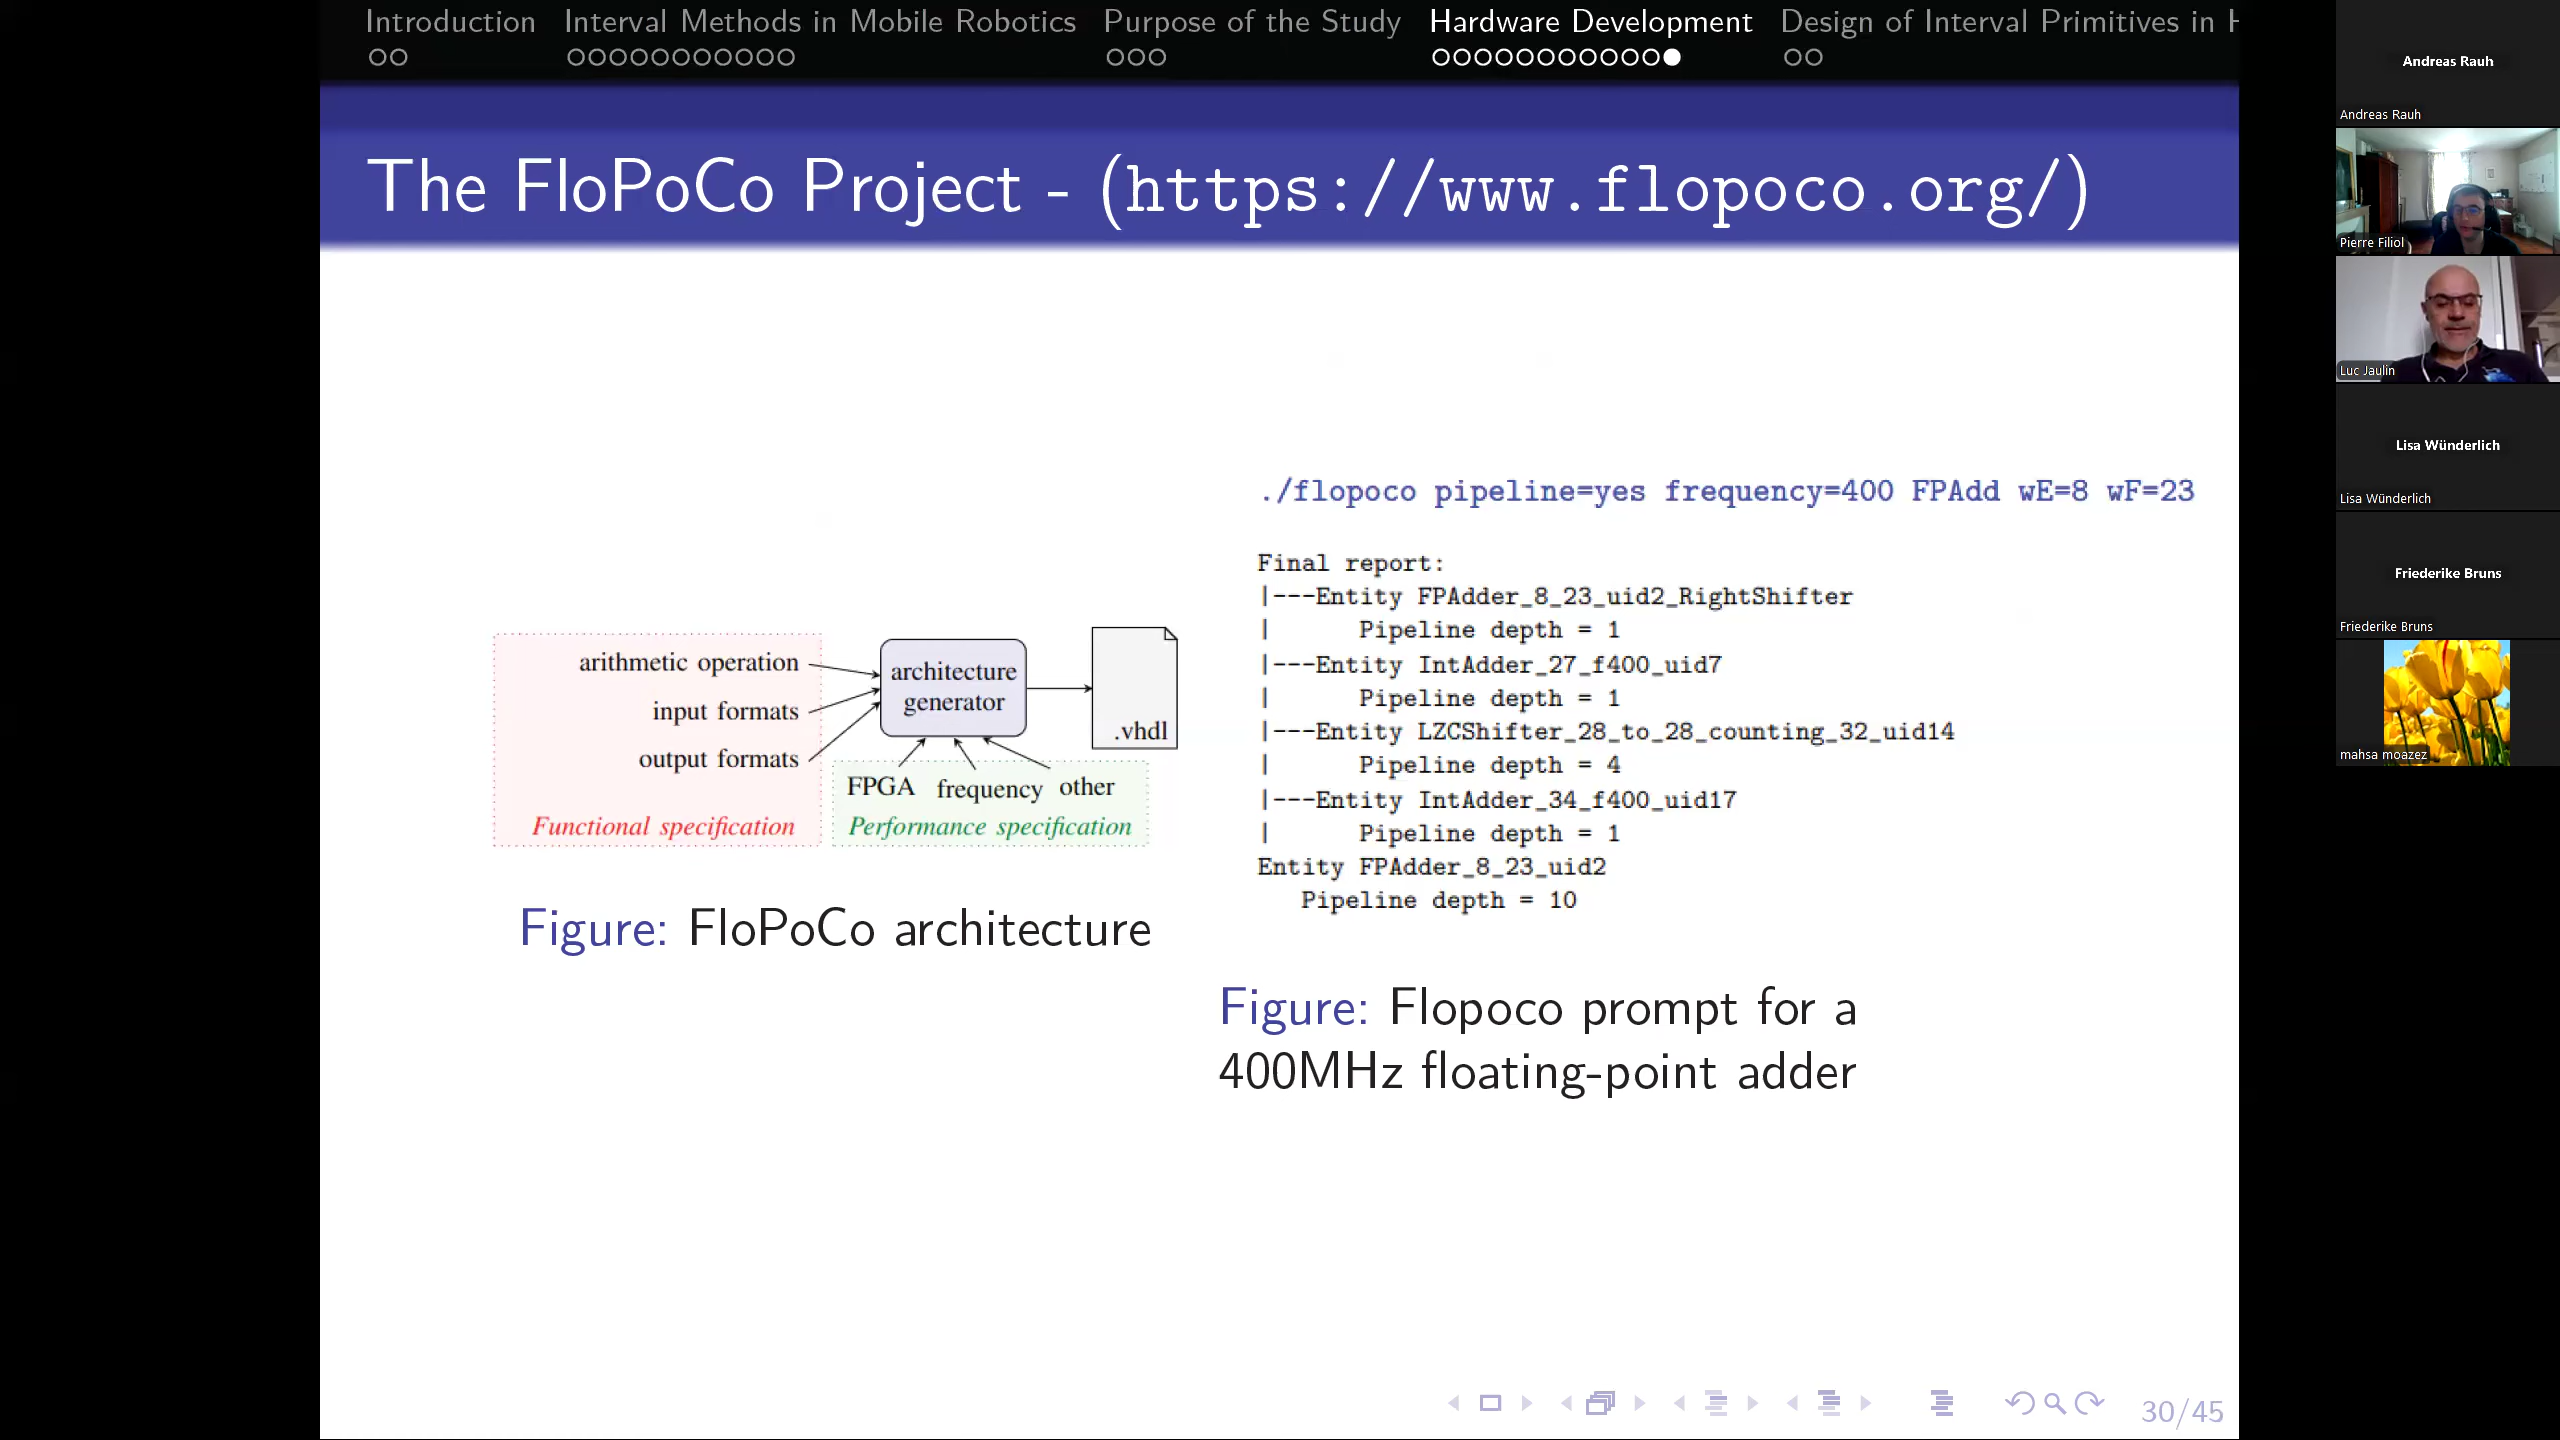 Introduction
Interval Methods in Mobile Robotics
Purpose of the Study
Hardware Development
Design of Interval Primitives in H
The FloPoCo Project - (https://www.flopoco.org/)
arithmetic operation
input formats
output formats
Functional specification
architecture
generator
.vhdl
FPGA frequency other
Performance specification
Figure: FloPoCo architecture
./flopoco pipeline=yes frequency=400 FPAdd wE=8 wF=23
Final report:
|---Entity FPAdder_8_23_uid2_RightShifter
| Pipeline depth = 1
|---Entity IntAdder_27_f400_uid7
| Pipeline depth = 1
|---Entity LZCShifter_28_to_28_counting_32_uid14
| Pipeline depth = 4
|---Entity IntAdder_34_f400_uid17
| Pipeline depth = 1
Entity FPAdder_8_23_uid2
Pipeline depth = 10
Figure: Flopoco prompt for a
400MHz floating-point adder
30/45
Andreas Rauh
Andreas Rauh
Pierre Filiol
Luc Jaulin
Lisa Wünderlich
Lisa Wünderlich
Friederike Bruns
Friederike Bruns
mahsa moazez